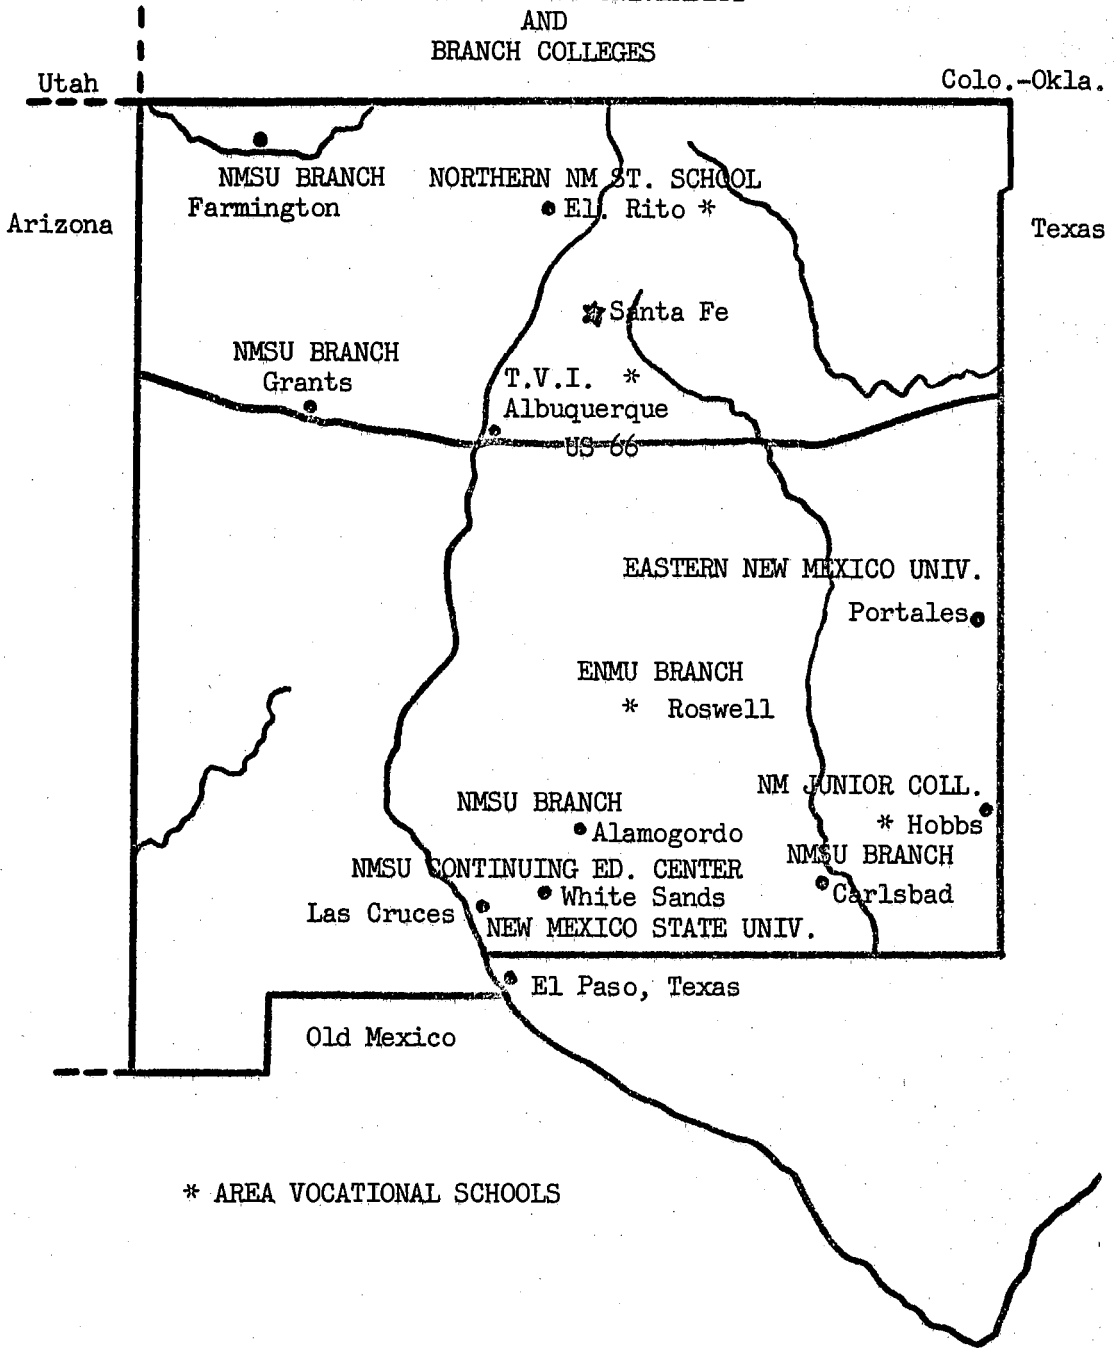 AND
BRANCH COLLEGES
Utah
Colo.-Okla.
NMSU BRANCH
Farmington
NORTHERN NM ST. SCHOOL
El. Rito *
Arizona
Texas
Santa Fe
NMSU BRANCH
Grants
T.V.I. *
Albuquerque
US 66
EASTERN NEW MEXICO UNIV.
Portales
ENMU BRANCH
* Roswell
NM JUNIOR COLL.
* Hobbs
NMSU BRANCH
Alamogordo
NMSU BRANCH
Carlsbad
NMSU CONTINUING ED. CENTER
White Sands
Las Cruces
NEW MEXICO STATE UNIV.
El Paso, Texas
Old Mexico
* AREA VOCATIONAL SCHOOLS